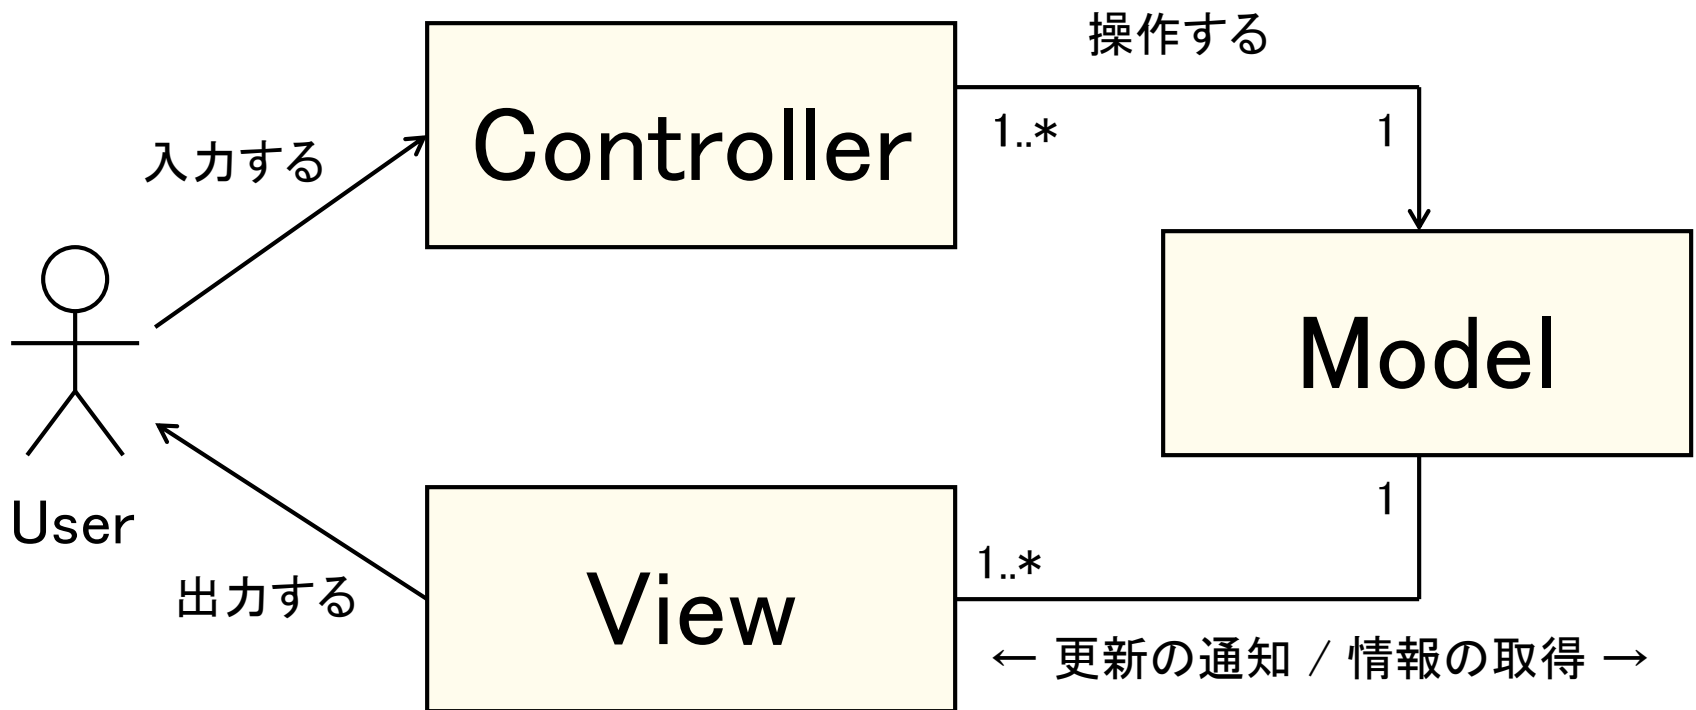 操作する
Controller
1..*
1
入力する
Model
User
1
1..*
View
出力する
← 更新の通知 / 情報の取得 →